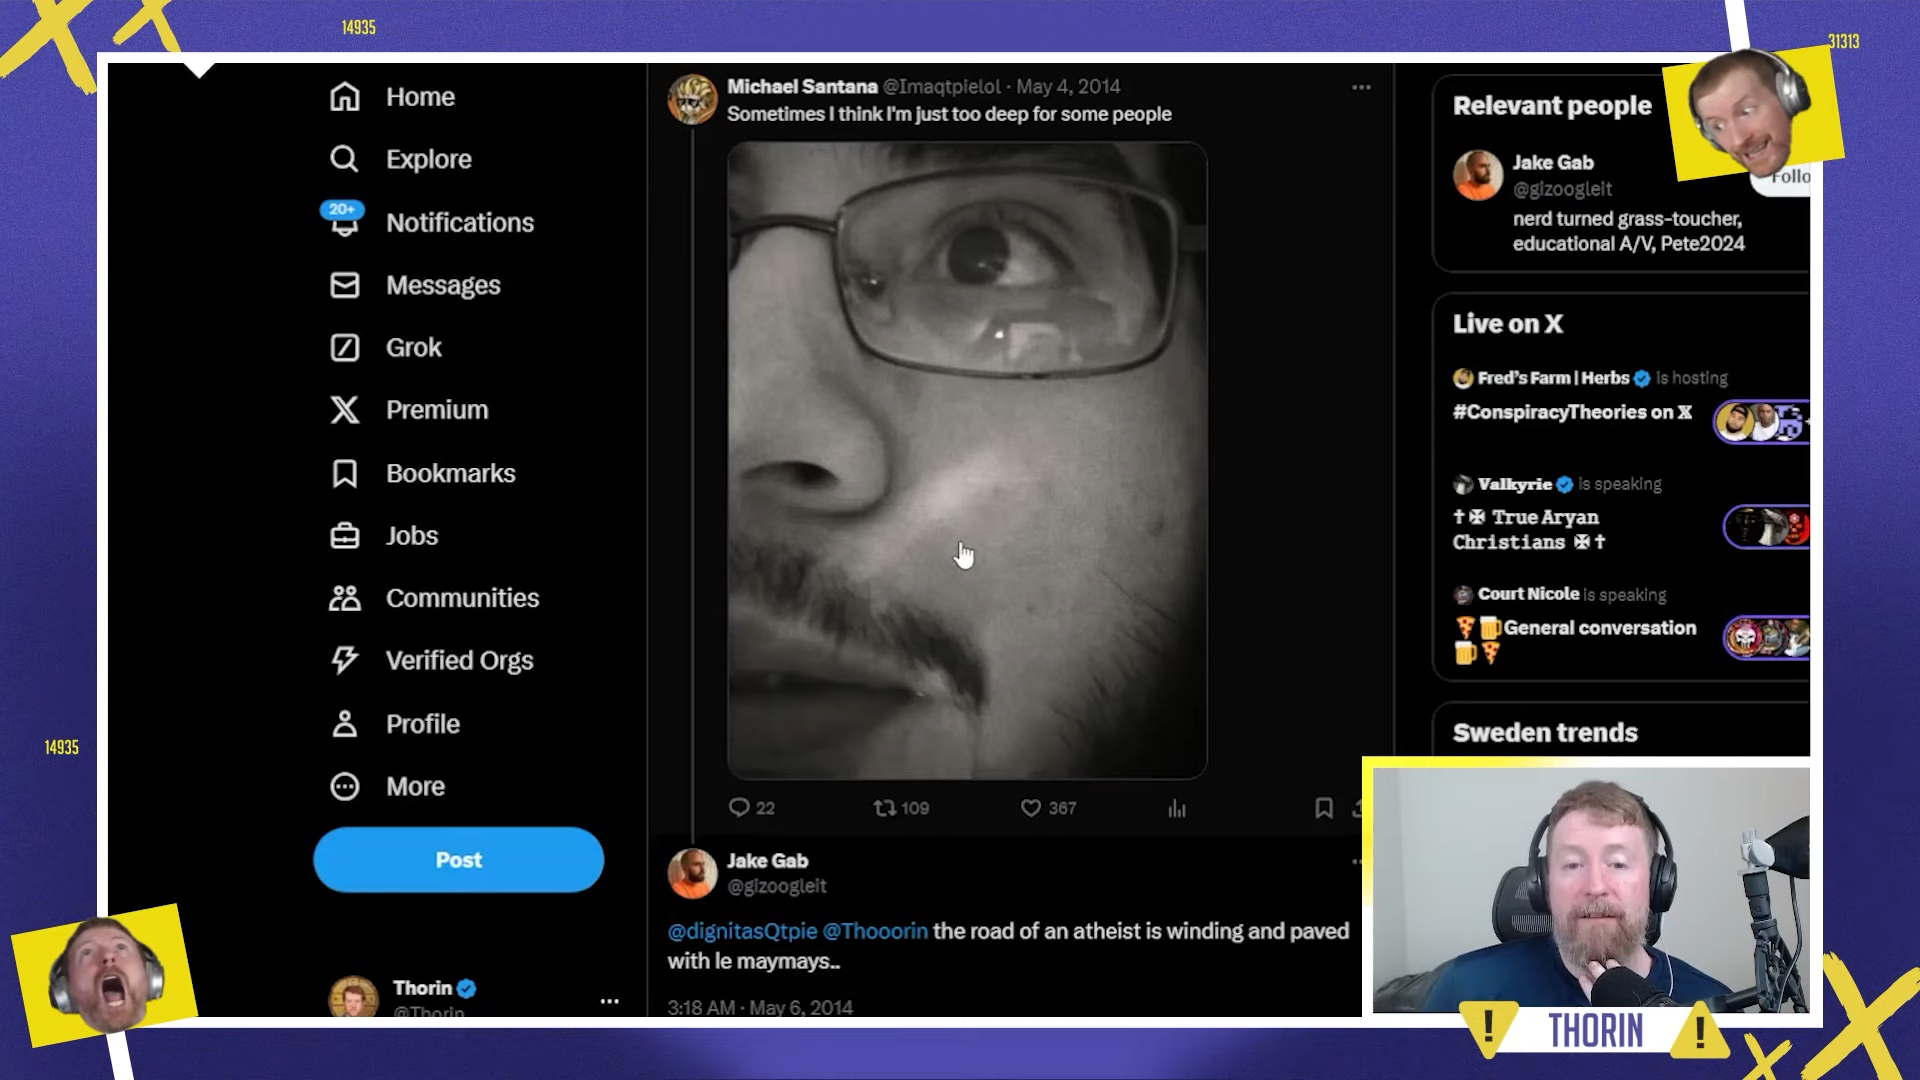 14935
31313
Home
Explore
20+
Notifications
Messages
Grok
Premium
Bookmarks
Jobs
Communities
Verified Orgs
Profile
More
Post
Thorin
@Thorin
Michael Santana @Imaqtpielol · May 4, 2014
Sometimes I think I'm just too deep for some people
22
109
367
Jake Gab
@gizoogleit
@dignitasQtpie @Thooorin the road of an atheist is winding and paved
with le maymays..
3:18 AM · May 6, 2014
Relevant people
Jake Gab
@gizoogleit
Follo
nerd turned grass-toucher,
educational A/V, Pete2024
Live on X
Fred's Farm | Herbs is hosting
#ConspiracyTheories on 𝕏
Valkyrie is speaking
✝✠ True Aryan
Christians ✠✝
Court Nicole is speaking
🍕🍺General conversation
🍺🍕
Sweden trends
14935
! THORIN !